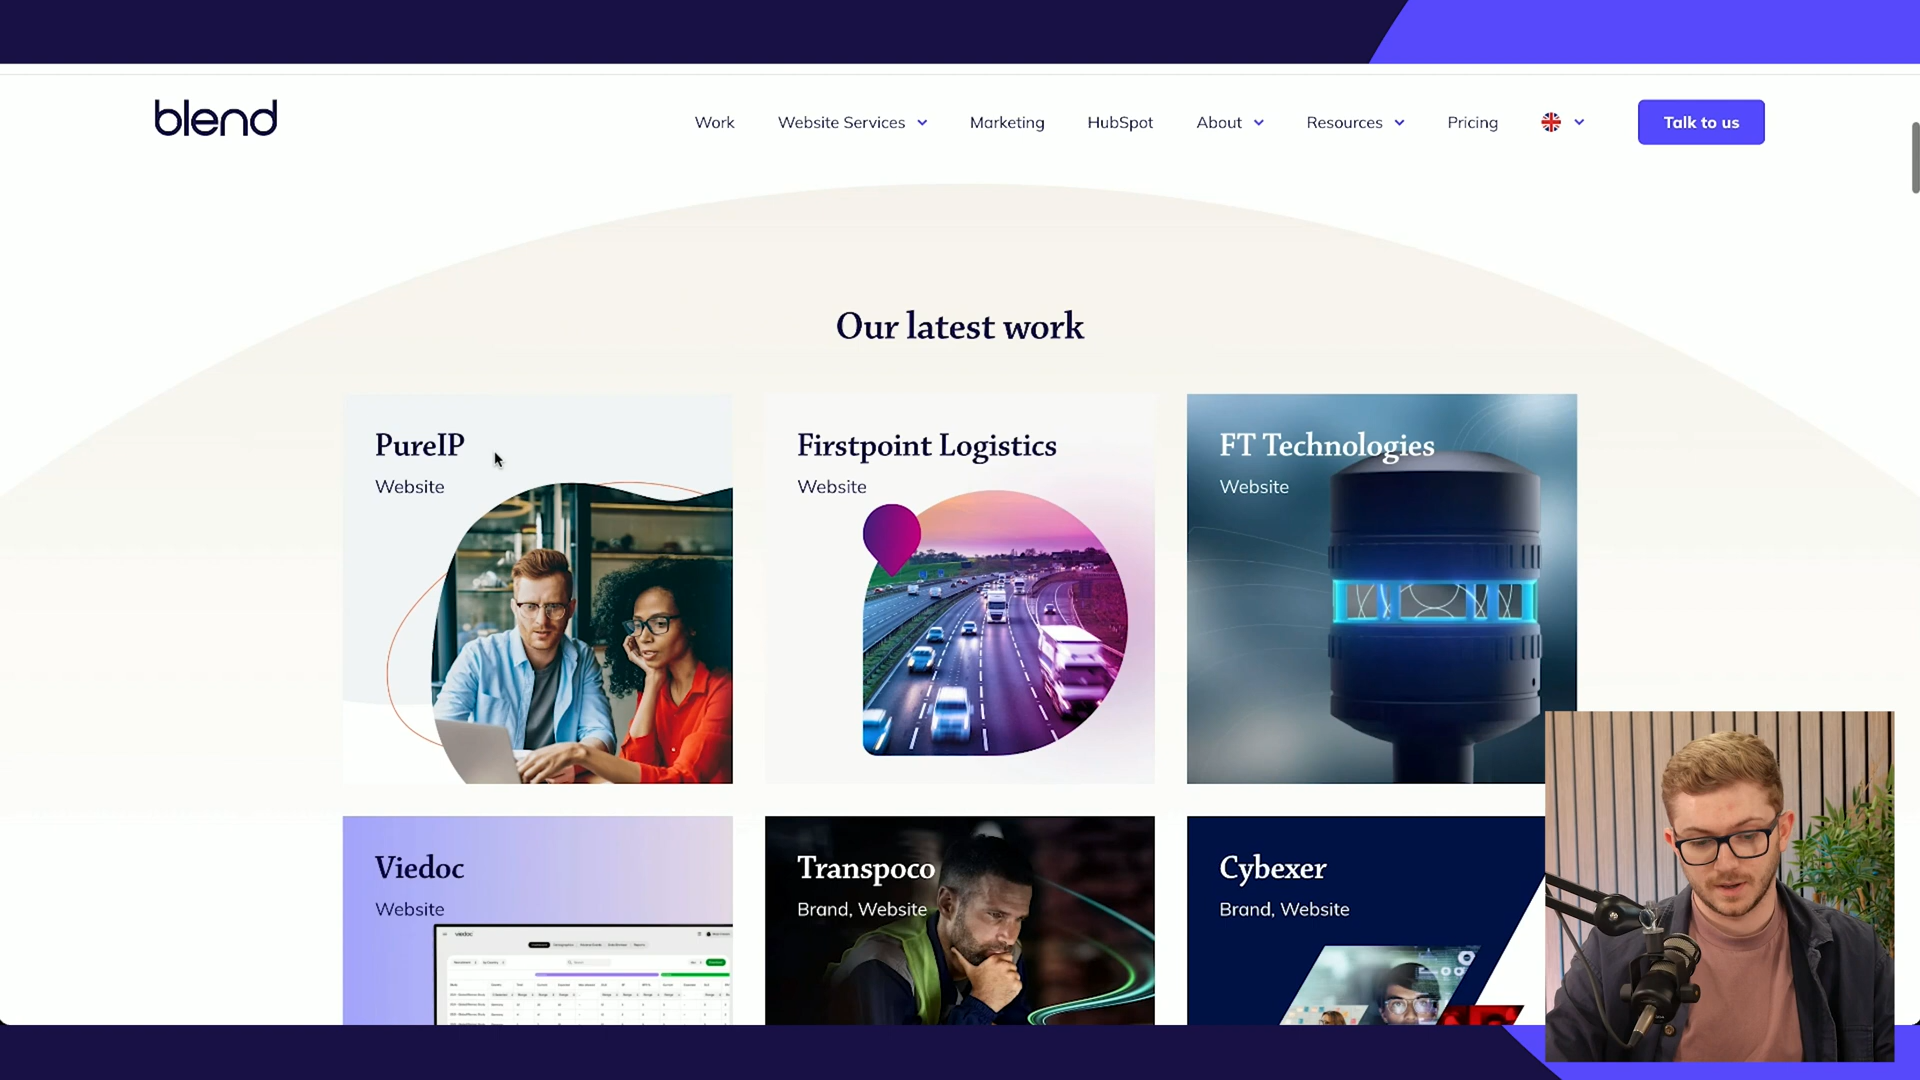 blend
Work
Website Services
Marketing
HubSpot
About
Resources
Pricing
Talk to us
Our latest work
PureIP
Website
Firstpoint Logistics
Website
FT Technologies
Website
Viedoc
Website
viedoc
Transpoco
Brand, Website
Cybexer
Brand, Website